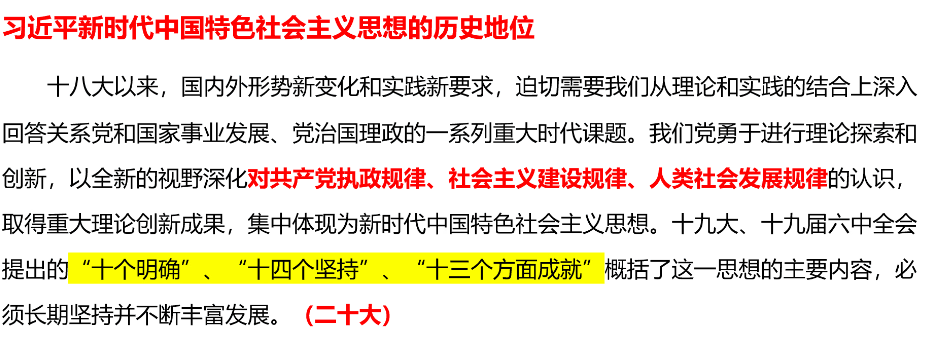 习近平新时代中国特色社会主义思想的历史地位
十八大以来，国内外形势新变化和实践新要求，迫切需要我们从理论和实践的结合上深入
回答关系党和国家事业发展、党治国理政的一系列重大时代课题。我们党勇于进行理论探索和
创新，以全新的视野深化对共产党执政规律、社会主义建设规律、人类社会发展规律的认识，
取得重大理论创新成果，集中体现为新时代中国特色社会主义思想。十九大、十九届六中全会
提出的“十个明确”、“十四个坚持”、“十三个方面成就”概括了这一思想的主要内容，必
须长期坚持并不断丰富发展。（二十大）